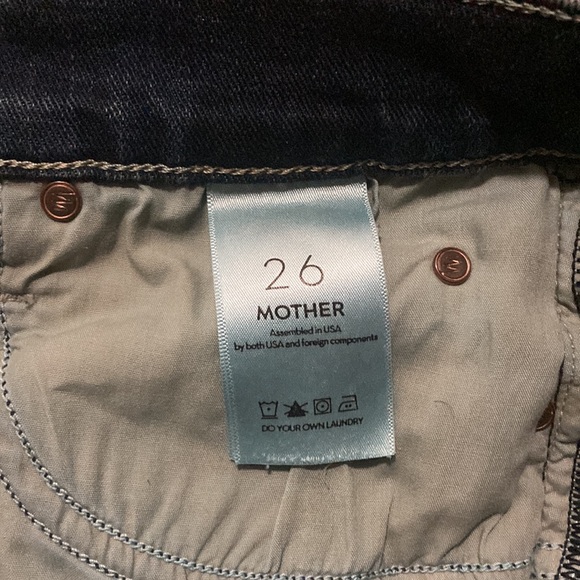 26
MOTHER
Assembled in USA
by both USA and foreign components
DO YOUR OWN LAUNDRY